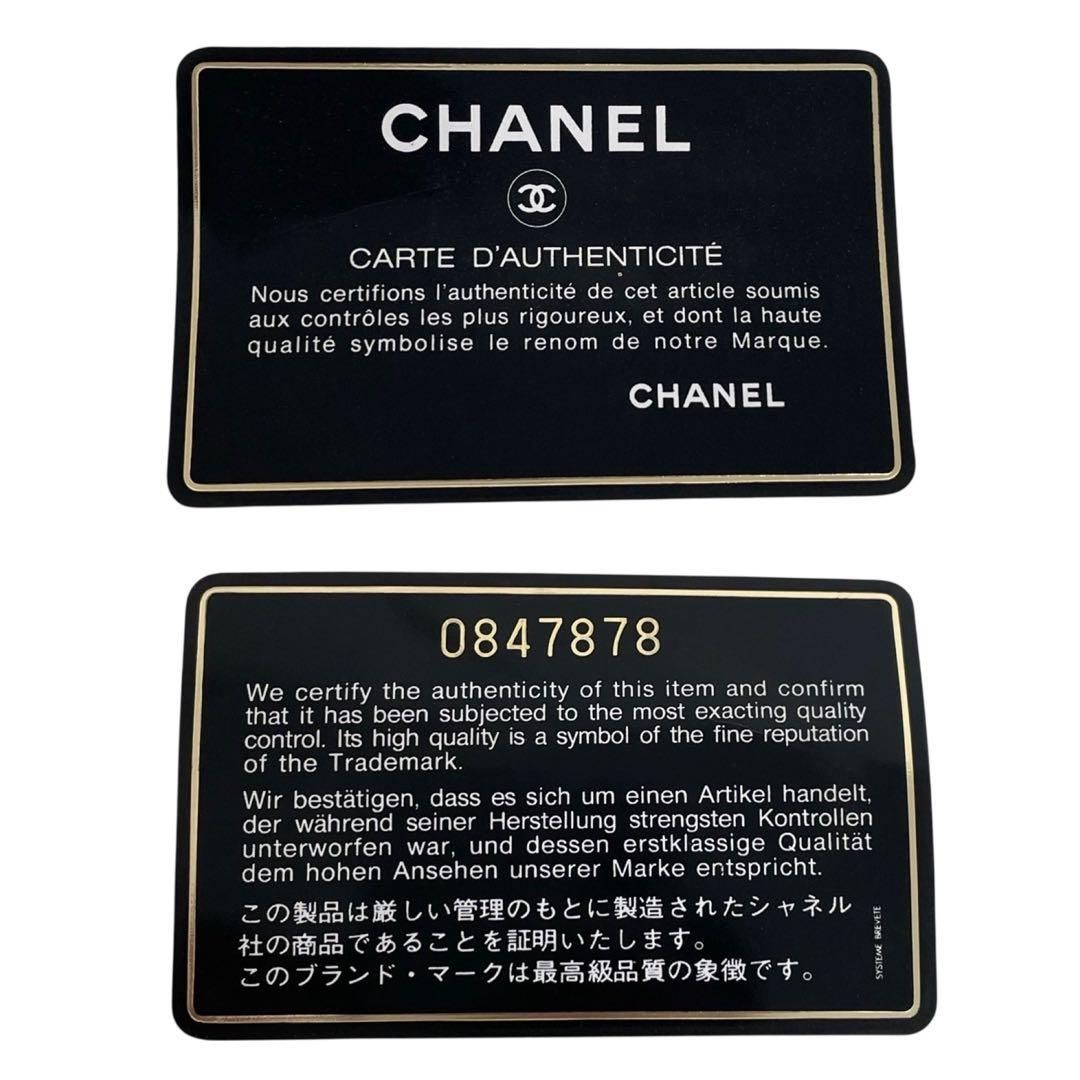 CHANEL
CARTE D'AUTHENTICITÉ
Nous certifions l'authenticité de cet article soumis
aux contrôles les plus rigoureux, et dont la haute
qualité symbolise le renom de notre Marque.
CHANEL
0847878
We certify the authenticity of this item and confirm
that it has been subjected to the most exacting quality
control. Its high quality is a symbol of the fine reputation
of the Trademark.
Wir bestätigen, dass es sich um einen Artikel handelt,
der während seiner Herstellung strengsten Kontrollen
unterworfen war, und dessen erstklassige Qualität
dem hohen Ansehen unserer Marke entspricht.
この製品は厳しい管理のもとに製造されたシャネル
社の商品であることを証明いたします。
このブランド・マークは最高級品質の象徴です。
SYSTEME BREVETE